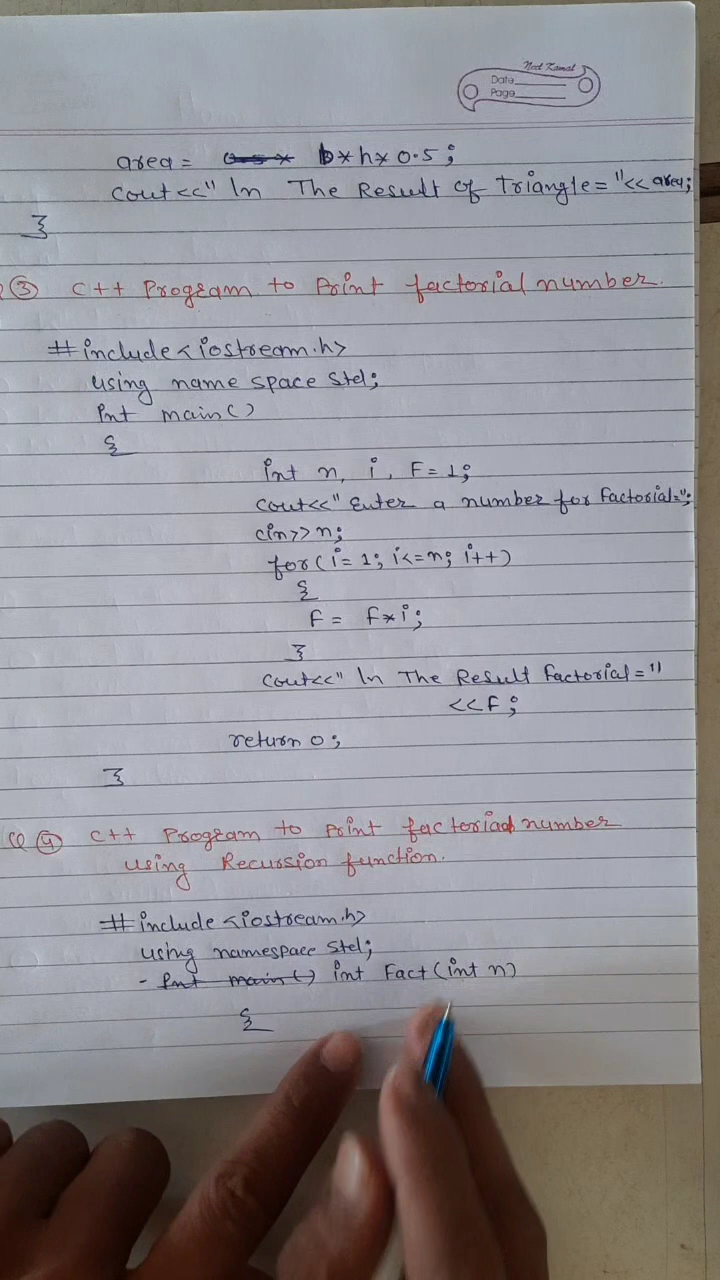 Neel Kamal
Date
Page
area = b*h*0.5;
cout<<" In The Result of Triangle="<< area;
}
③ C++ Program to Print factorial number.
#include<iostream.h>
using name space std;
int main()
{
int n, i, F=1;
cout<<" Enter a number for Factorial=";
cin>>n;
for(i=1; i<=n; i++)
{
F = F*i;
}
cout<<" In The Result Factorial="
<<F;
return 0;
}
Q ④ C++ Program to Print factorial number
using Recursion function.
#include <iostream.h>
using namespace std;
- int main() int Fact(int n)
{